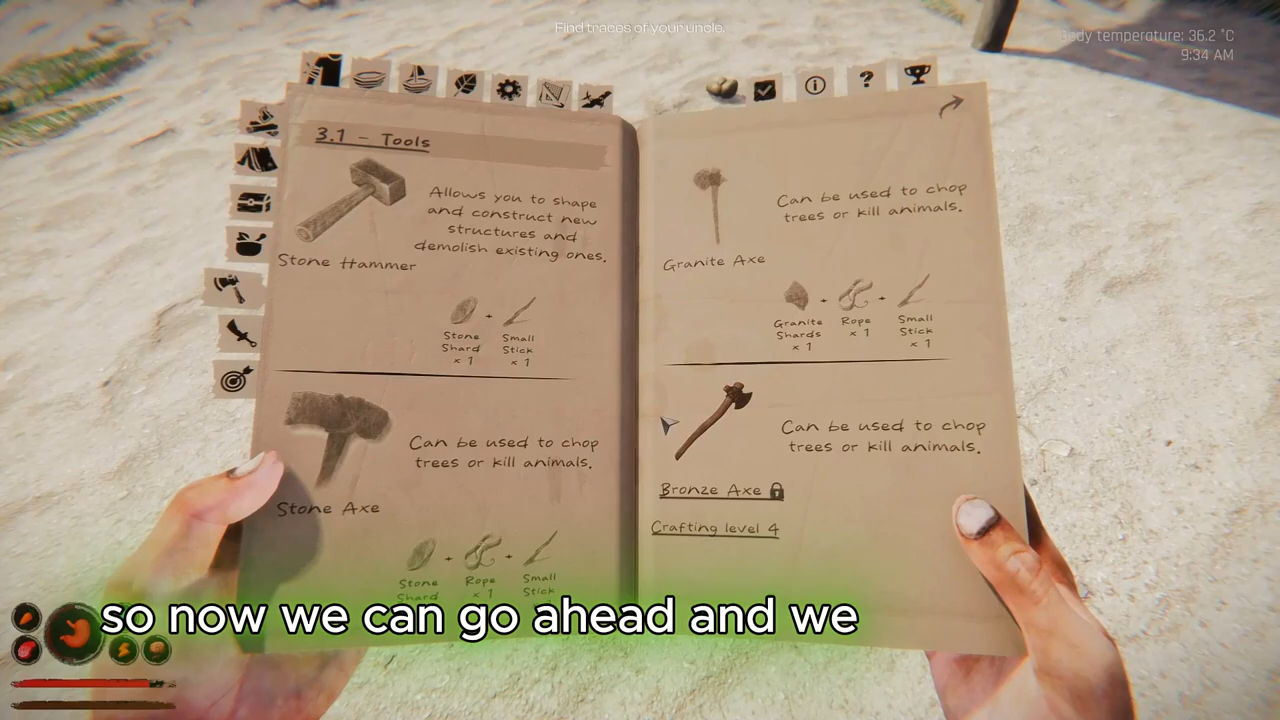 Find traces of your uncle.
Body temperature: 36.2 °C
9:34 AM
3.1 - Tools
Allows you to shape
and construct new
structures and
demolish existing ones.
Stone Hammer
Stone
Shard
x 1
+
Small
Stick
x 1
Can be used to chop
trees or kill animals.
Stone Axe
Stone
Shard
+
Rope
x 1
+
Small
Stick
Can be used to chop
trees or kill animals.
Granite Axe
Granite
Shards
x 1
+
Rope
x 1
+
Small
Stick
x 1
Can be used to chop
trees or kill animals.
Bronze Axe
Crafting level 4
so now we can go ahead and we